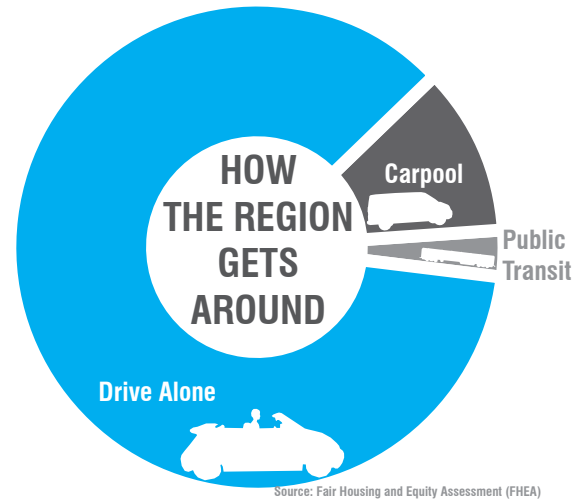 HOW
THE REGION
GETS
AROUND
Carpool
Public
Transit
Drive Alone
Source: Fair Housing and Equity Assessment (FHEA)